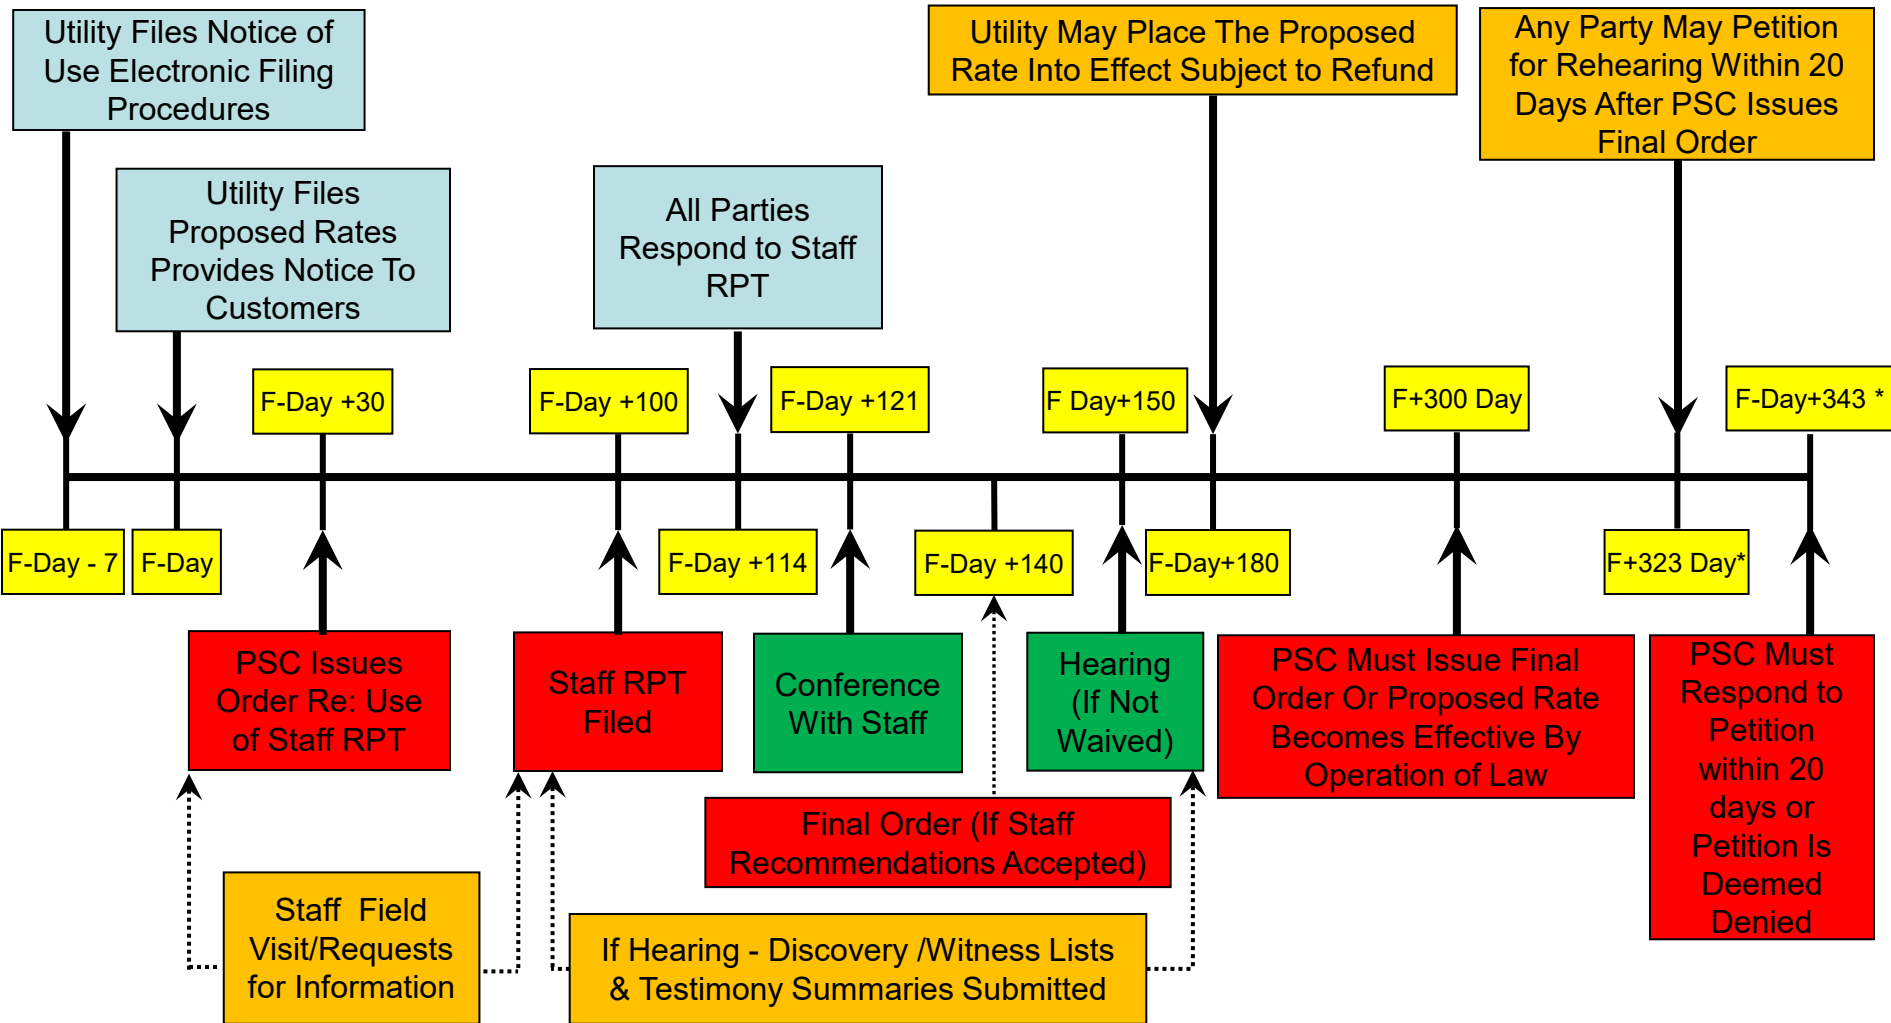 Utility Files Notice of
Use Electronic Filing
Procedures
Utility May Place The Proposed
Rate Into Effect Subject to Refund
Any Party May Petition
for Rehearing Within 20
Days After PSC Issues
Final Order
Utility Files
Proposed Rates
Provides Notice To
Customers
All Parties
Respond to Staff
RPT
F-Day +30
F-Day +100
F-Day +121
F Day+150
F+300 Day
F-Day+343 *
F-Day - 7
F-Day
F-Day +114
F-Day +140
F-Day+180
F+323 Day*
PSC Issues
Order Re: Use
of Staff RPT
Staff RPT
Filed
Conference
With Staff
Hearing
(If Not
Waived)
PSC Must Issue Final
Order Or Proposed Rate
Becomes Effective By
Operation of Law
PSC Must
Respond to
Petition
within 20
days or
Petition Is
Deemed
Denied
Final Order (If Staff
Recommendations Accepted)
Staff  Field
Visit/Requests
for Information
If Hearing - Discovery /Witness Lists
& Testimony Summaries Submitted